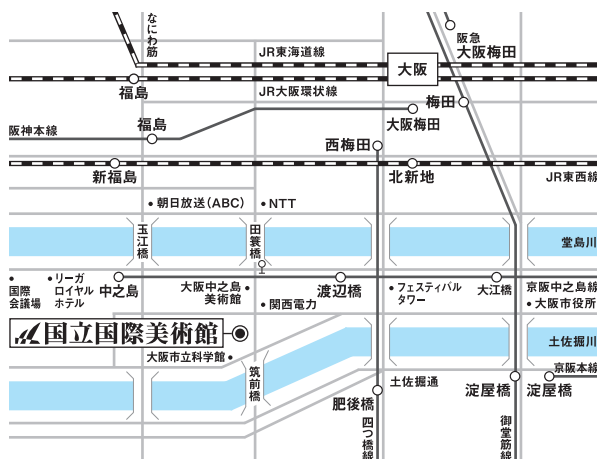 なにわ筋
阪急
大阪梅田
JR東海道線
大阪
福島
JR大阪環状線
梅田
福島
大阪梅田
阪神本線
西梅田
新福島
北新地
JR東西線
朝日放送(ABC)
NTT
玉江橋
田簑橋
堂島川
国際
会議場
リーガ
ロイヤル
ホテル
中之島
大阪中之島
美術館
渡辺橋
フェスティバル
タワー
大江橋
京阪中之島線
大阪市役所
関西電力
国立国際美術館
土佐堀川
大阪市立科学館
筑前橋
京阪本線
土佐堀通
肥後橋
淀屋橋
淀屋橋
四つ橋線
御堂筋線